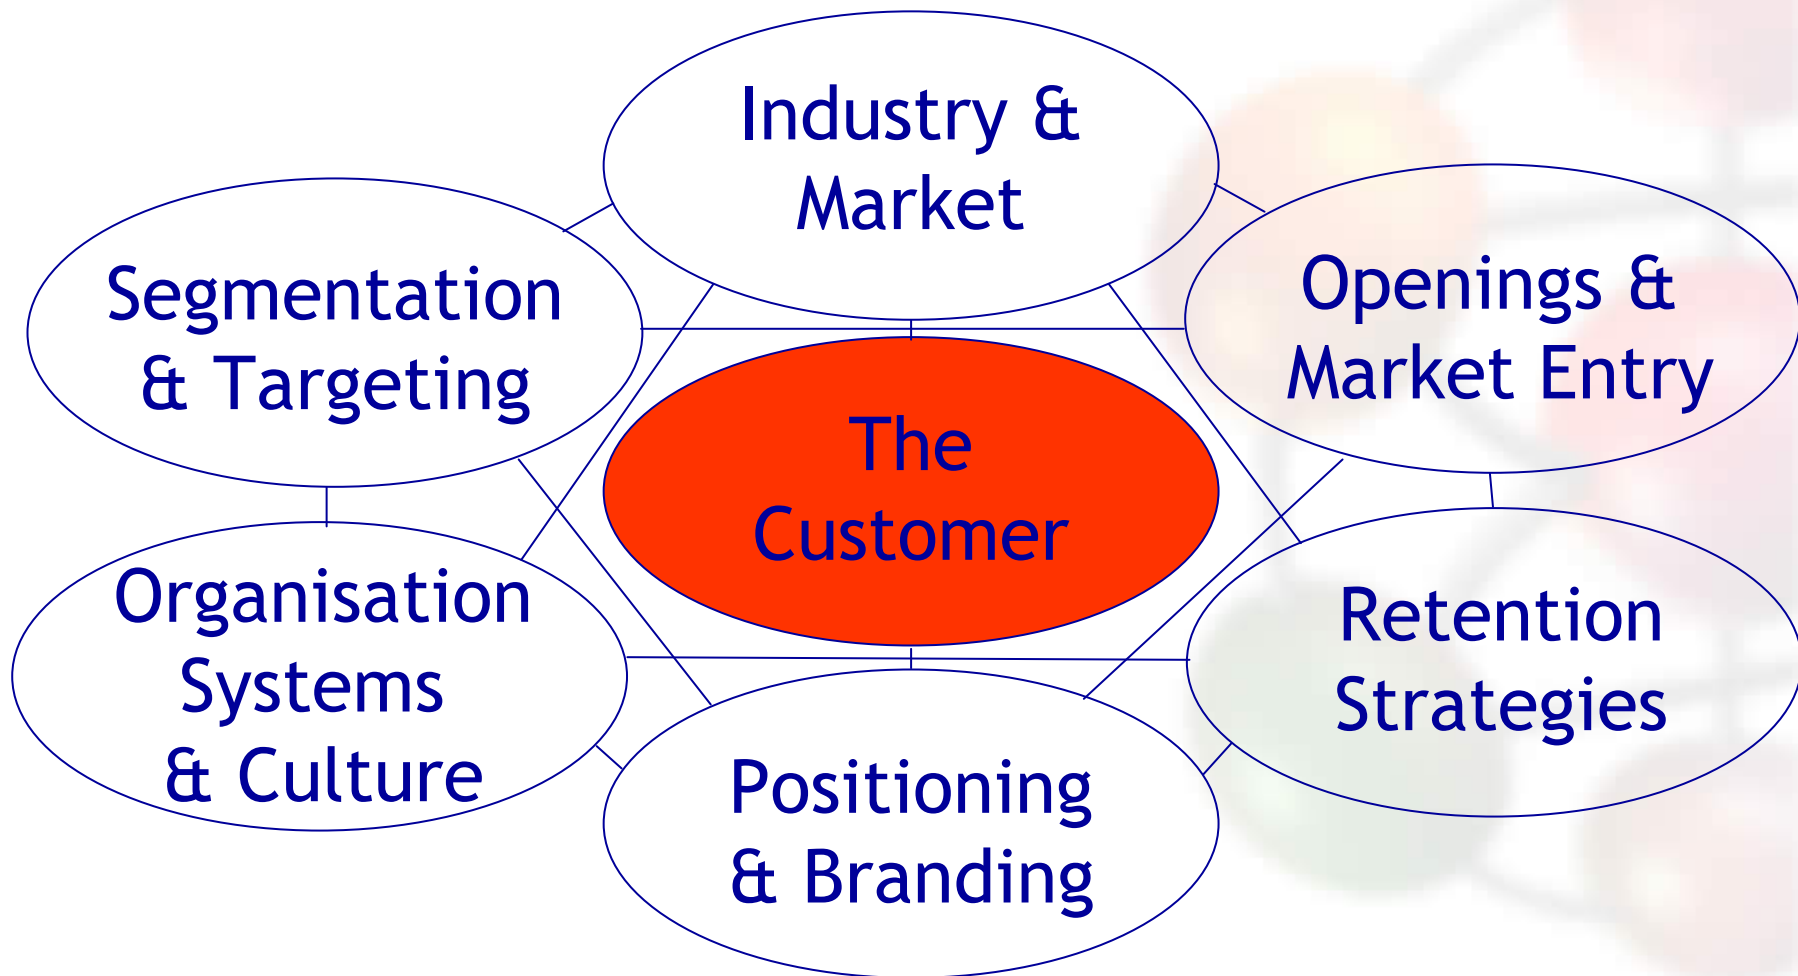 Industry &
Market
Segmentation
& Targeting
Openings &
Market Entry
The
Customer
Organisation
Systems
& Culture
Retention
Strategies
Positioning
& Branding